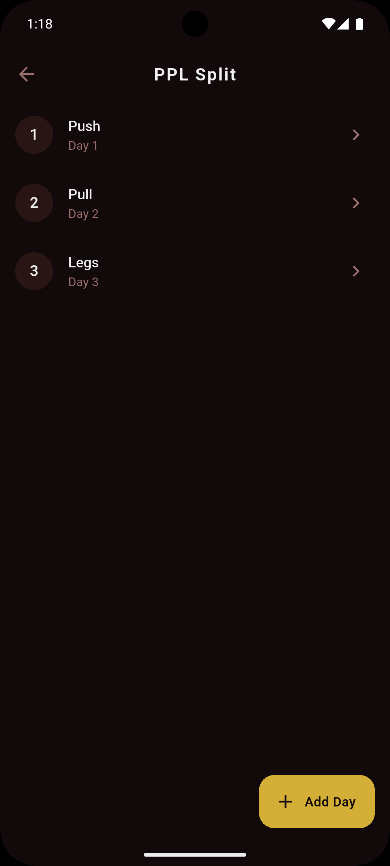 1:18
PPL Split
1
Push
Day 1
2
Pull
Day 2
3
Legs
Day 3
Add Day